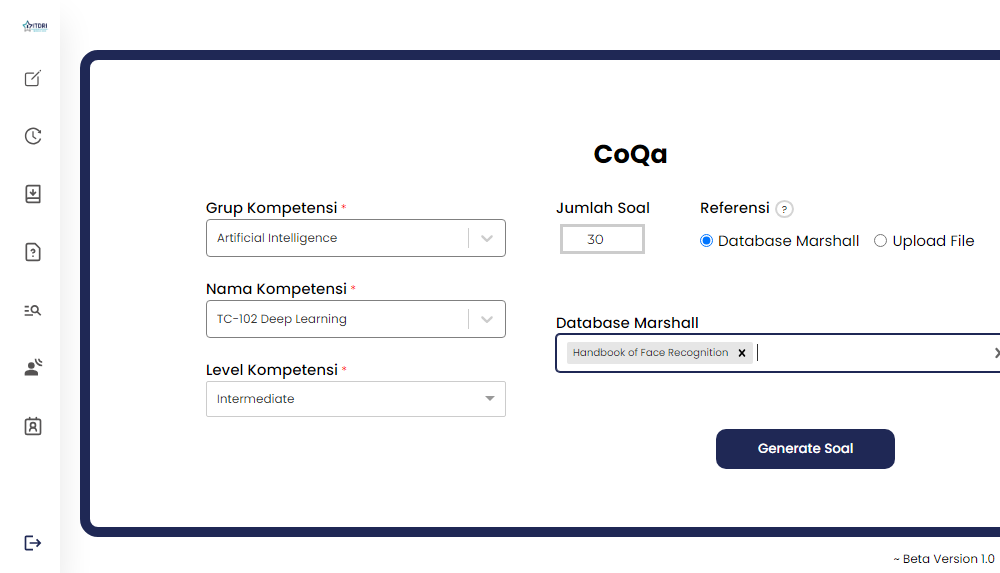 ITDRI
CoQa
Grup Kompetensi *
Artificial Intelligence
Nama Kompetensi *
TC-102 Deep Learning
Level Kompetensi *
Intermediate
Jumlah Soal
30
Referensi ?
Database Marshall
Upload File
Database Marshall
Handbook of Face Recognition x
Generate Soal
~ Beta Version 1.0